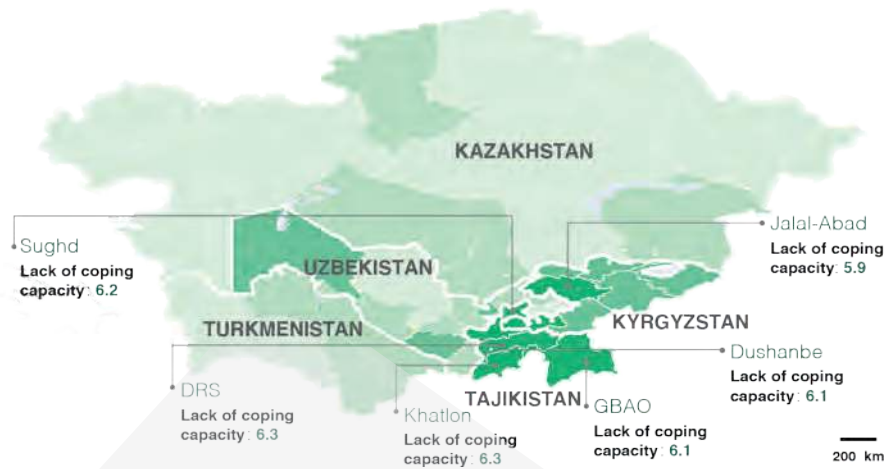 KAZAKHSTAN
Jalal-Abad
Lack of coping
capacity: 5.9
Sughd
Lack of coping
capacity: 6.2
UZBEKISTAN
TURKMENISTAN
KYRGYZSTAN
Dushanbe
Lack of coping
capacity: 6.1
DRS
Lack of coping
capacity: 6.3
TAJIKISTAN
Khatlon
Lack of coping
capacity: 6.3
GBAO
Lack of coping
capacity: 6.1
200 km